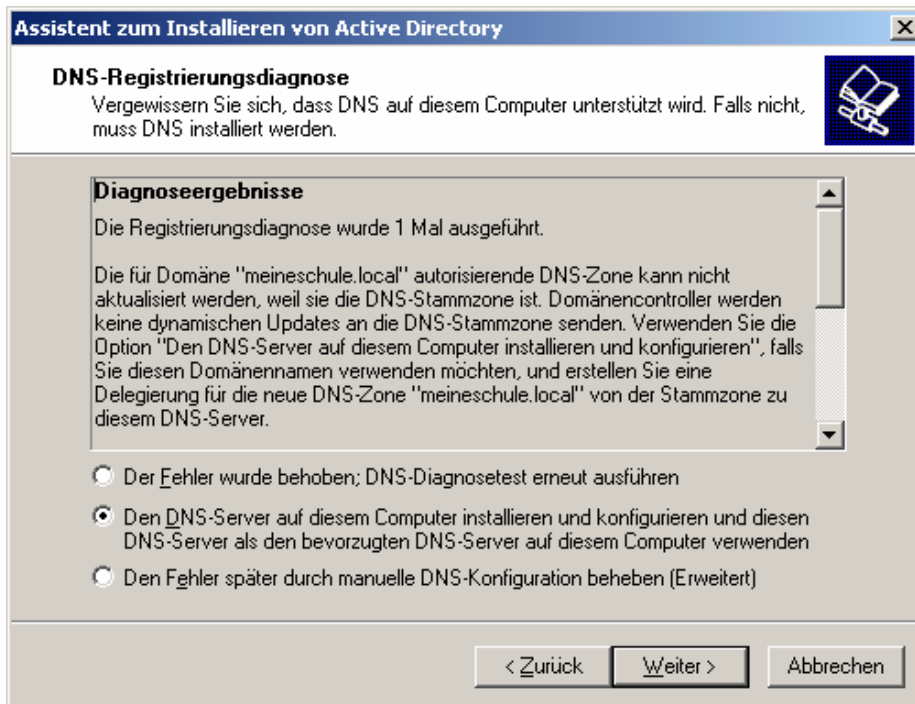 Assistent zum Installieren von Active Directory
DNS-Registrierungsdiagnose
Vergewissern Sie sich, dass DNS auf diesem Computer unterstützt wird. Falls nicht,
muss DNS installiert werden.
Diagnoseergebnisse
Die Registrierungsdiagnose wurde 1 Mal ausgeführt.
Die für Domäne "meineschule.local" autorisierende DNS-Zone kann nicht
aktualisiert werden, weil sie die DNS-Stammzone ist. Domänencontroller werden
keine dynamischen Updates an die DNS-Stammzone senden. Verwenden Sie die
Option "Den DNS-Server auf diesem Computer installieren und konfigurieren", falls
Sie diesen Domänennamen verwenden möchten, und erstellen Sie eine
Delegierung für die neue DNS-Zone "meineschule.local" von der Stammzone zu
diesem DNS-Server.
Der Fehler wurde behoben; DNS-Diagnosetest erneut ausführen
Den DNS-Server auf diesem Computer installieren und konfigurieren und diesen
DNS-Server als den bevorzugten DNS-Server auf diesem Computer verwenden
Den Fehler später durch manuelle DNS-Konfiguration beheben (Erweitert)
< Zurück Weiter > Abbrechen